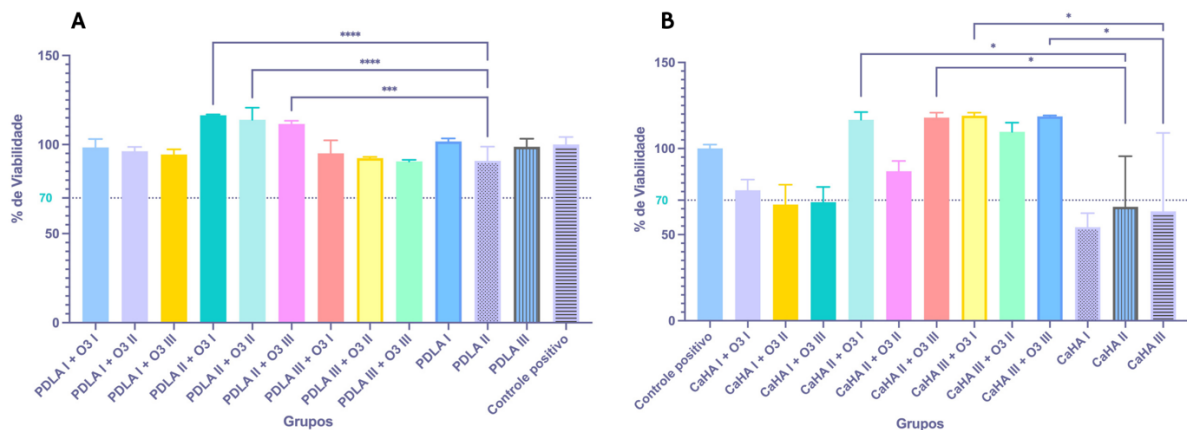 A
% de Viabilidade
150
100
70
50
0
****
****
***
PDLA I + O3 I
PDLA I + O3 II
PDLA I + O3 III
PDLA II + O3 I
PDLA II + O3 II
PDLA II + O3 III
PDLA III + O3 I
PDLA III + O3 II
PDLA III + O3 III
PDLA I
PDLA II
PDLA III
Controle positivo
Grupos
B
% de Viabilidade
150
100
70
50
0
*
*
*
*
Controle positivo
CaHA I + O3 I
CaHA I + O3 II
CaHA I + O3 III
CaHA II + O3 I
CaHA II + O3 II
CaHA II + O3 III
CaHA III + O3 I
CaHA III + O3 II
CaHA III + O3 III
CaHA I
CaHA II
CaHA III
Grupos